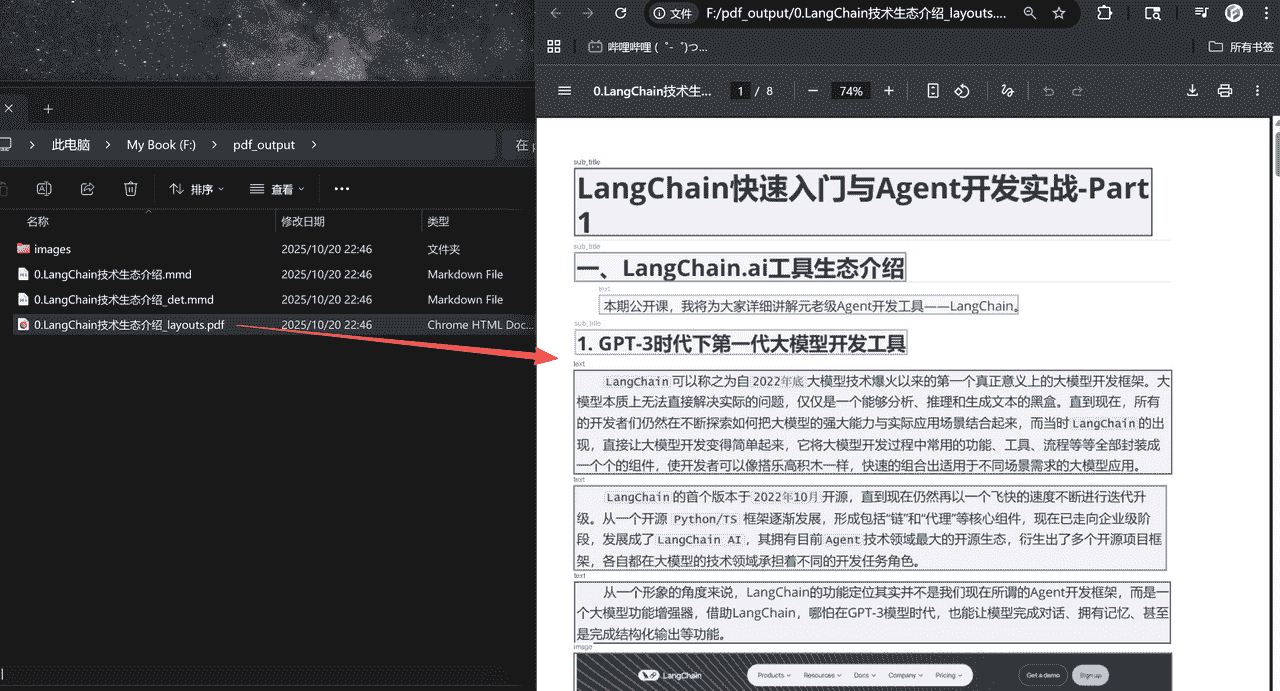 文件 F:/pdf_output/0.LangChain技术生态介绍_layouts....
哔哩哔哩 (゜-゜)つ...
所有书签
0.LangChain技术生... 1 / 8 74%
此电脑 My Book (F:) pdf_output
在 p
排序 查看
名称 修改日期 类型
images 2025/10/20 22:46 文件夹
0.LangChain技术生态介绍.mmd 2025/10/20 22:46 Markdown File
0.LangChain技术生态介绍_det.mmd 2025/10/20 22:46 Markdown File
0.LangChain技术生态介绍_layouts.pdf 2025/10/20 22:46 Chrome HTML Doc...
sub_title
LangChain快速入门与Agent开发实战-Part
1
sub_title
一、LangChain.ai工具生态介绍
text
本期公开课，我将为大家详细讲解元老级Agent开发工具——LangChain。
sub_title
1. GPT-3时代下第一代大模型开发工具
text
LangChain 可以称之为自 2022年底 大模型技术爆火以来的第一个真正意义上的大模型开发框架。大
模型本质上无法直接解决实际的问题，仅仅是一个能够分析、推理和生成文本的黑盒。直到现在，所有
的开发者们仍然在不断探索如何把大模型的强大能力与实际应用场景结合起来，而当时 LangChain 的出
现，直接让大模型开发变得简单起来，它将大模型开发过程中常用的功能、工具、流程等等全部封装成
一个个的组件，使开发者可以像搭乐高积木一样，快速的组合出适用于不同场景需求的大模型应用。
text
LangChain 的首个版本于 2022年10月 开源，直到现在仍然再以一个飞快的速度不断进行迭代升
级。从一个开源 Python/TS 框架逐渐发展，形成包括“链”和“代理”等核心组件，现在已走向企业级阶
段，发展成了 LangChain AI ，其拥有目前 Agent 技术领域最大的开源生态，衍生出了多个开源项目框
架，各自都在大模型的技术领域承担着不同的开发任务角色。
text
从一个形象的角度来说，LangChain的功能定位其实并不是我们现在所谓的Agent开发框架，而是一
个大模型功能增强器，借助LangChain，哪怕在GPT-3模型时代，也能让模型完成对话、拥有记忆、甚至
是完成结构化输出等功能。
image
LangChain Products Resources Docs Company Pricing Get a demo Sign up